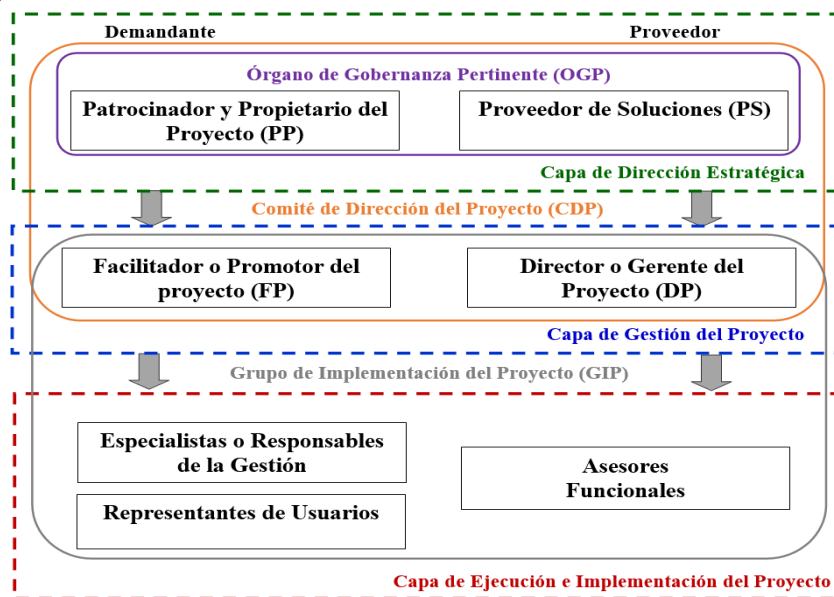 Demandante
Proveedor
Órgano de Gobernanza Pertinente (OGP)
Patrocinador y Propietario del
Proyecto (PP)
Proveedor de Soluciones (PS)
Capa de Dirección Estratégica
Comité de Dirección del Proyecto (CDP)
Facilitador o Promotor del
proyecto (FP)
Director o Gerente del
Proyecto (DP)
Capa de Gestión del Proyecto
Grupo de Implementación del Proyecto (GIP)
Especialistas o Responsables
de la Gestión
Representantes de Usuarios
Asesores
Funcionales
Capa de Ejecución e Implementación del Proyecto